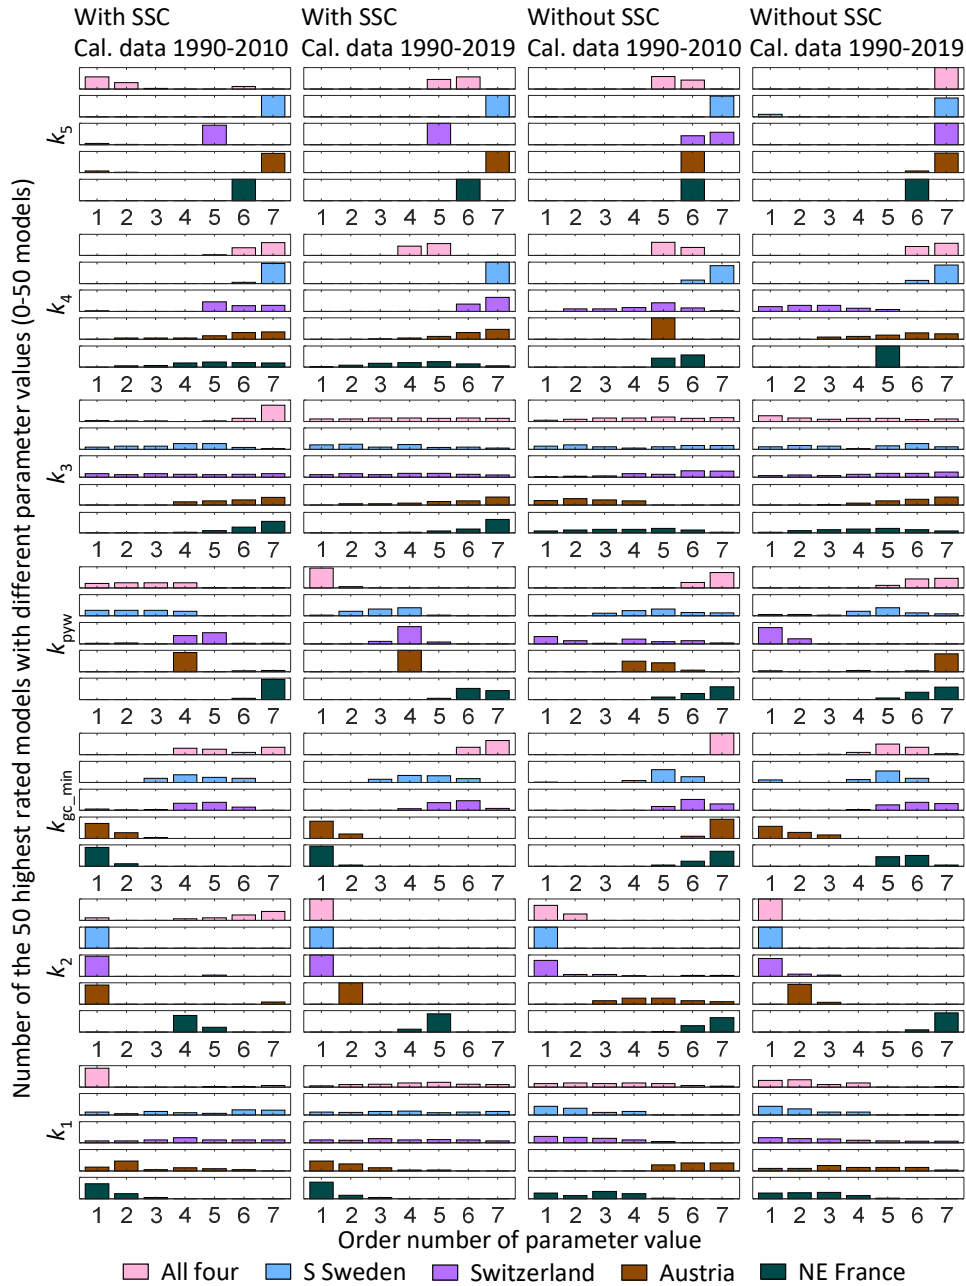 With SSC With SSC Without SSC Without SSC
Cal. data 1990-2010 Cal. data 1990-2019 Cal. data 1990-2010 Cal. data 1990-2019
Number of the 50 highest rated models with different parameter values (0-50 models)
k5
1 2 3 4 5 6 7 1 2 3 4 5 6 7 1 2 3 4 5 6 7 1 2 3 4 5 6 7
k4
1 2 3 4 5 6 7 1 2 3 4 5 6 7 1 2 3 4 5 6 7 1 2 3 4 5 6 7
k3
1 2 3 4 5 6 7 1 2 3 4 5 6 7 1 2 3 4 5 6 7 1 2 3 4 5 6 7
kpyw
1 2 3 4 5 6 7 1 2 3 4 5 6 7 1 2 3 4 5 6 7 1 2 3 4 5 6 7
kgc_min
1 2 3 4 5 6 7 1 2 3 4 5 6 7 1 2 3 4 5 6 7 1 2 3 4 5 6 7
k2
1 2 3 4 5 6 7 1 2 3 4 5 6 7 1 2 3 4 5 6 7 1 2 3 4 5 6 7
k1
1 2 3 4 5 6 7 1 2 3 4 5 6 7 1 2 3 4 5 6 7 1 2 3 4 5 6 7
Order number of parameter value
All four S Sweden Switzerland Austria NE France